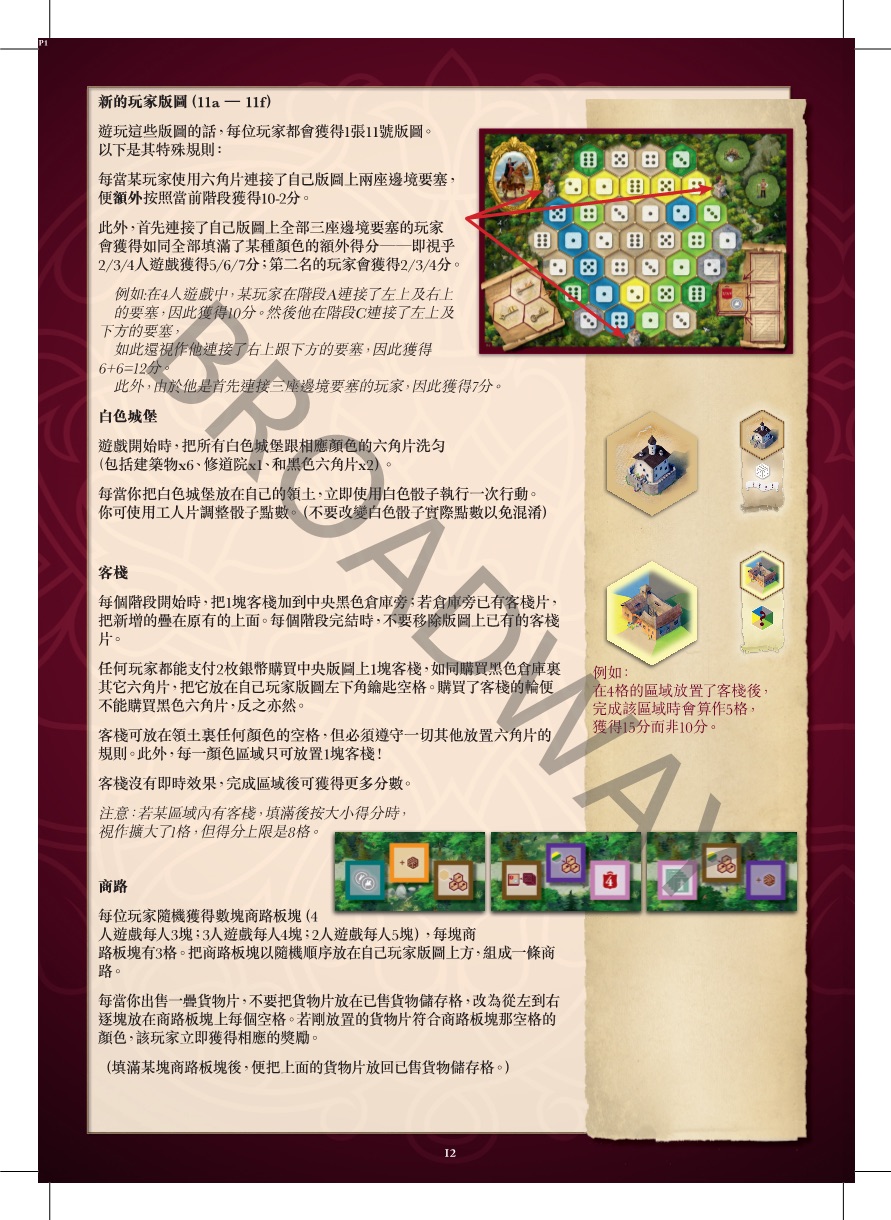 P1
新的玩家版圖 (11a — 11f)
遊玩這些版圖的話，每位玩家都會獲得1張11號版圖。
以下是其特殊規則：
每當某玩家使用六角片連接了自己版圖上兩座邊境要塞，
便額外按照當前階段獲得10-2分。
此外，首先連接了自己版圖上全部三座邊境要塞的玩家
會獲得如同全部填滿了某種顏色的額外得分——即視乎
2/3/4人遊戲獲得5/6/7分；第二名的玩家會獲得2/3/4分。
例如:在4人遊戲中，某玩家在階段A連接了左上及右上
的要塞，因此獲得10分。然後他在階段C連接了左上及
下方的要塞，
如此還視作他連接了右上跟下方的要塞，因此獲得
6+6=12分。
此外，由於他是首先連接三座邊境要塞的玩家，因此獲得7分。
白色城堡
遊戲開始時，把所有白色城堡跟相應顏色的六角片洗勻
(包括建築物x6、修道院x1、和黑色六角片x2)。
每當你把白色城堡放在自己的領土，立即使用白色骰子執行一次行動。
你可使用工人片調整骰子點數。(不要改變白色骰子實際點數以免混淆)
客棧
每個階段開始時，把1塊客棧加到中央黑色倉庫旁；若倉庫旁已有客棧片，
把新增的疊在原有的上面。每個階段完結時，不要移除版圖上已有的客棧
片。
任何玩家都能支付2枚銀幣購買中央版圖上1塊客棧，如同購買黑色倉庫裏
其它六角片，把它放在自己玩家版圖左下角鑰匙空格。購買了客棧的輪便
不能購買黑色六角片，反之亦然。
客棧可放在領土裏任何顏色的空格，但必須遵守一切其他放置六角片的
規則。此外，每一顏色區域只可放置1塊客棧！
客棧沒有即時效果，完成區域後可獲得更多分數。
注意：若某區域內有客棧，填滿後按大小得分時，
視作擴大了1格，但得分上限是8格。
例如：
在4格的區域放置了客棧後，
完成該區域時會算作5格，
獲得15分而非10分。
商路
每位玩家隨機獲得數塊商路板塊 (4
人遊戲每人3塊；3人遊戲每人4塊；2人遊戲每人5塊)，每塊商
路板塊有3格。把商路板塊以隨機順序放在自己玩家版圖上方，組成一條商
路。
每當你出售一疊貨物片，不要把貨物片放在已售貨物儲存格，改為從左到右
逐塊放在商路板塊上每個空格。若剛放置的貨物片符合商路板塊那空格的
顏色，該玩家立即獲得相應的獎勵。
(填滿某塊商路板塊後，便把上面的貨物片放回已售貨物儲存格。)
4
BROADWAY
12